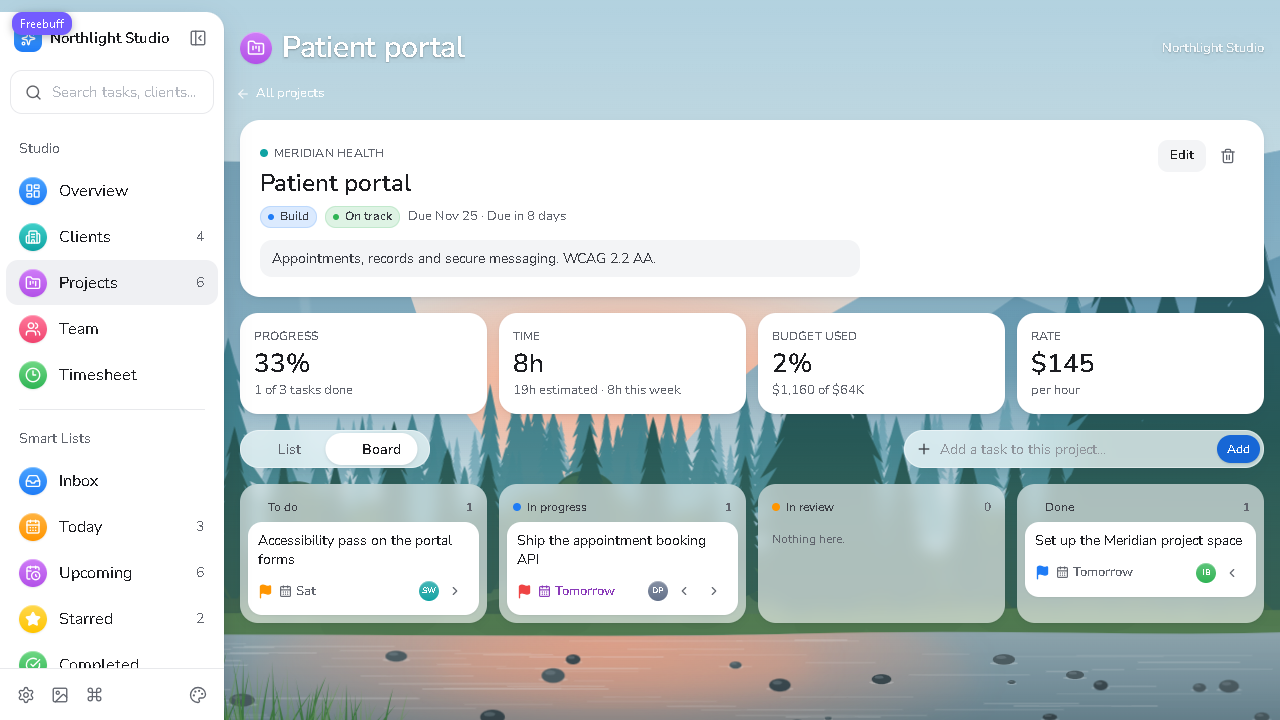 Freebuff
Northlight Studio
Search tasks, clients...
Studio
Overview
Clients 4
Projects 6
Team
Timesheet
Smart Lists
Inbox
Today 3
Upcoming 6
Starred 2
Completed
Patient portal
Northlight Studio
All projects
MERIDIAN HEALTH
Edit
Patient portal
Build
On track
Due Nov 25 · Due in 8 days
Appointments, records and secure messaging. WCAG 2.2 AA.
PROGRESS
33%
1 of 3 tasks done
TIME
8h
19h estimated · 8h this week
BUDGET USED
2%
$1,160 of $64K
RATE
$145
per hour
List
Board
Add a task to this project...
Add
To do 1
Accessibility pass on the portal
forms
Sat
SW
In progress 1
Ship the appointment booking
API
Tomorrow
DP
In review 0
Nothing here.
Done 1
Set up the Meridian project space
Tomorrow
IB